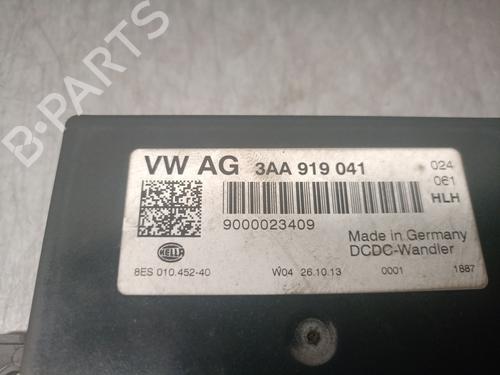 B-PARTS
VW AG 3AA 919 041
024
061
HLH
9000023409
Made in Germany
DCDC-Wandler
HELLA
8ES 010.452-40 W04 26.10.13 0001 1887